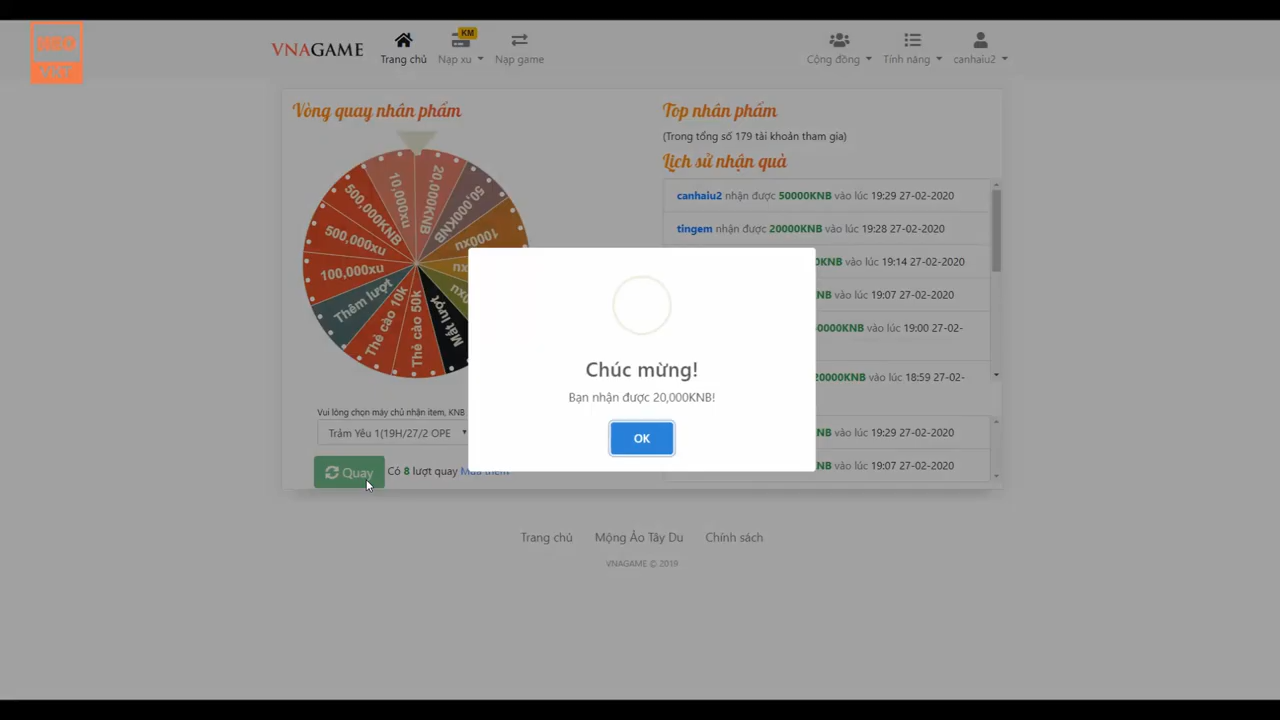 VNAGAME
Trang chủ
KM
Nạp xu
Nạp game
Cộng đồng
Tính năng
canhaiu2
Vòng quay nhân phẩm
10,000xu
20,000KNB
50,000KNB
1000xu
500,000KNB
500,000xu
100,000xu
Thêm lượt
Thẻ cào 10k
Thẻ cào 50k
Mất lượt
Vui lòng chọn máy chủ nhận item, KNB
Trảm Yêu 1(19H/27/2 OPE
Quay
Có 8 lượt quay Mua thêm
Top nhân phẩm
(Trong tổng số 179 tài khoản tham gia)
Lịch sử nhận quà
canhaiu2 nhận được 50000KNB vào lúc 19:29 27-02-2020
tingem nhận được 20000KNB vào lúc 19:28 27-02-2020
KNB vào lúc 19:14 27-02-2020
vào lúc 19:07 27-02-2020
0000KNB vào lúc 19:00 27-02-
20000KNB vào lúc 18:59 27-02-
vào lúc 19:29 27-02-2020
vào lúc 19:07 27-02-2020
Chúc mừng!
Bạn nhận được 20,000KNB!
OK
Trang chủ
Mộng Ảo Tây Du
Chính sách
VNAGAME © 2019